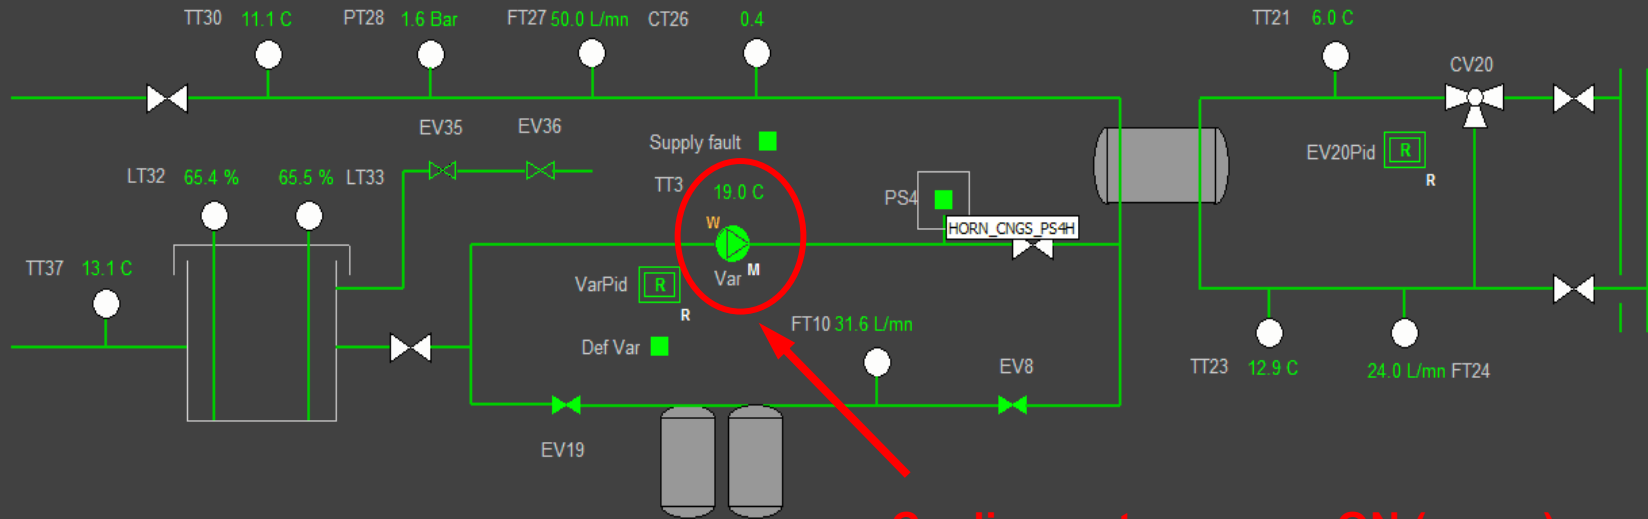 TT30 11.1 C PT28 1.6 Bar FT27 50.0 L/mn CT26 0.4 TT21 6.0 C
CV20
EV35 EV36
Supply fault
EV20Pid R
R
LT32 65.4 % 65.5 % LT33
TT3 19.0 C
PS4
W
HORN_CNGS_PS4H
TT37 13.1 C
Var M
VarPid R
R
FT10 31.6 L/mn
Def Var
EV8
TT23 12.9 C 24.0 L/mn FT24
EV19